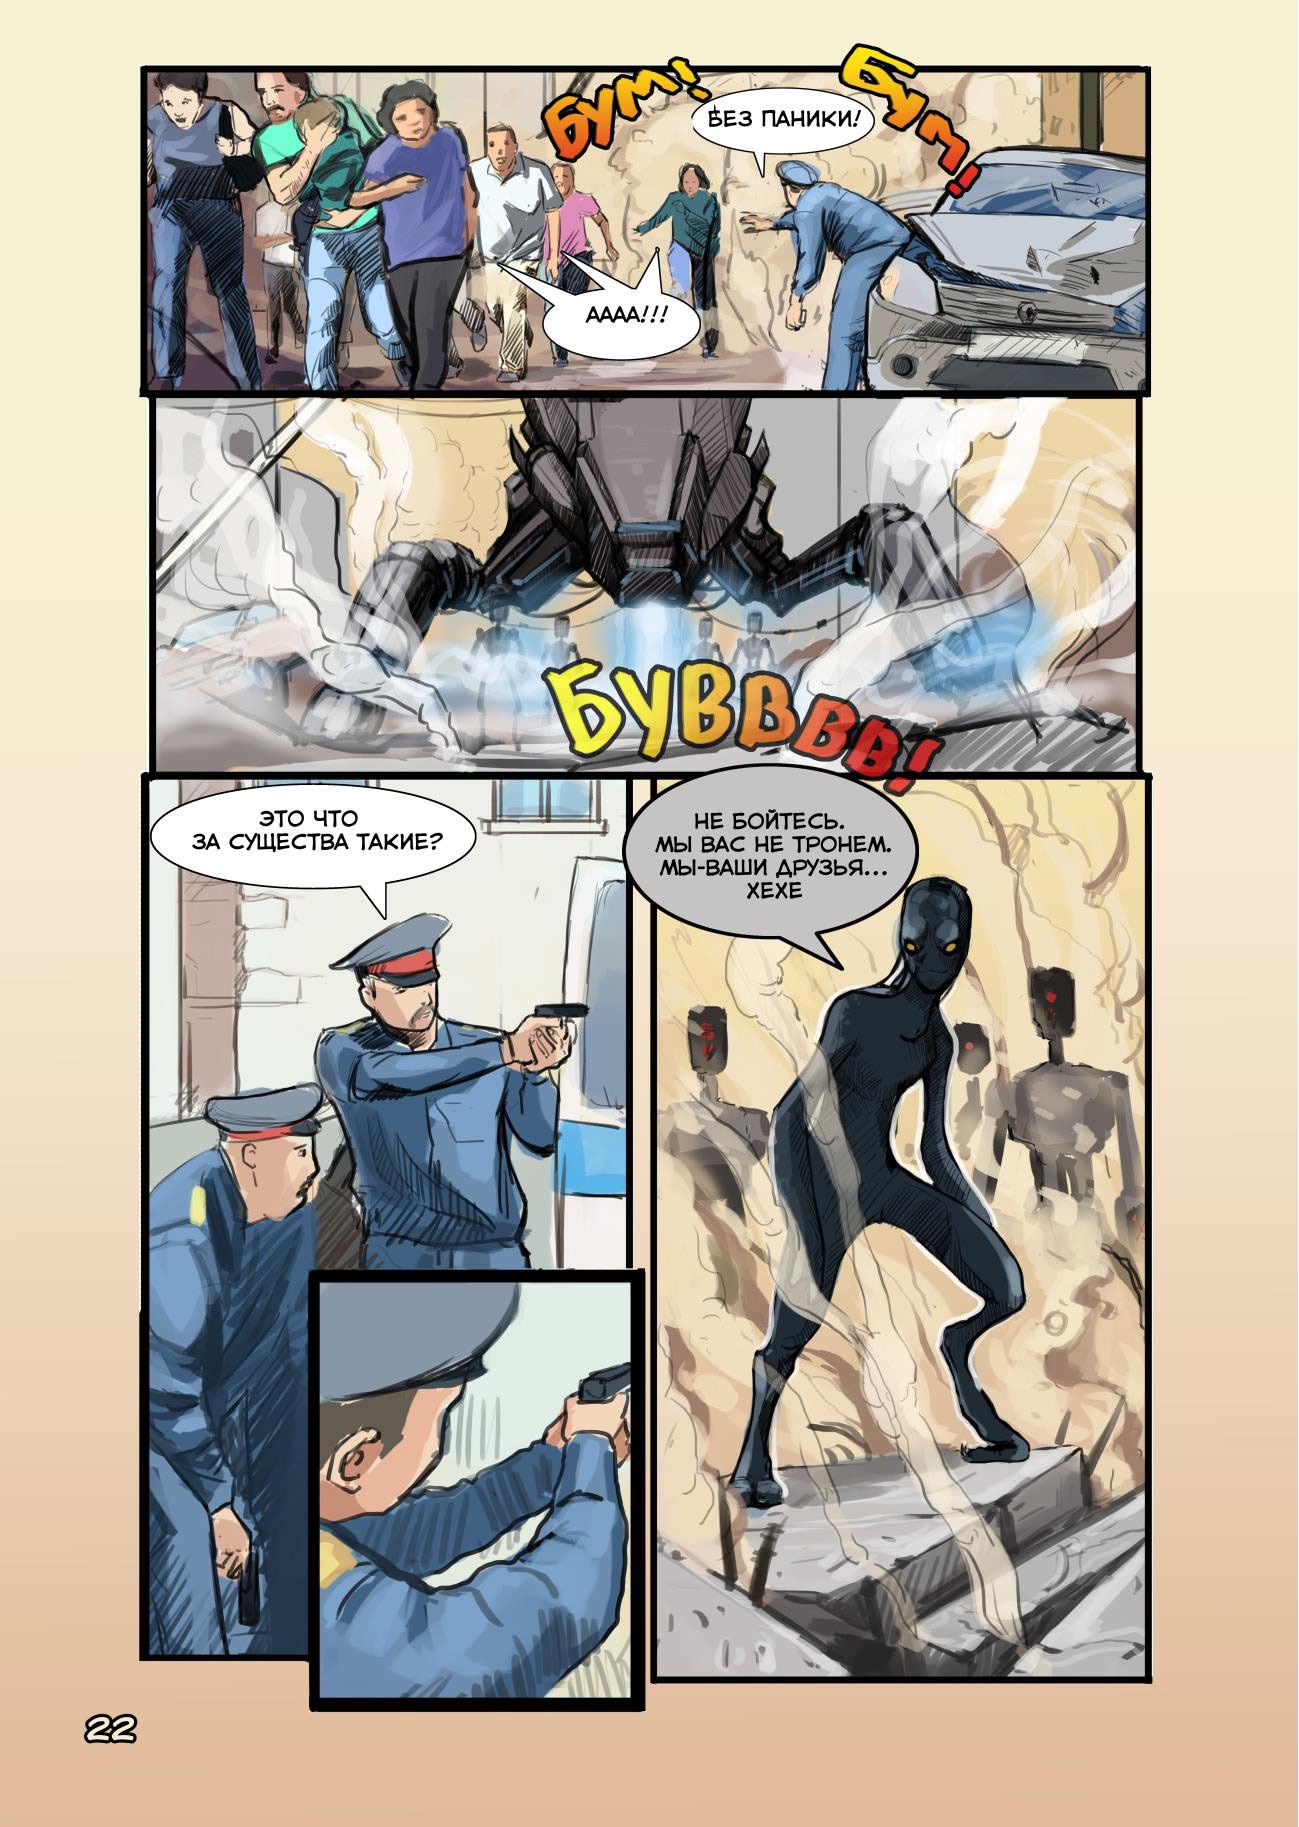 БУМ!
БЕЗ ПАНИКИ!
БУМ!
АААА!!!
БУВВВВ!
ЭТО ЧТО
ЗА СУЩЕСТВА ТАКИЕ?
НЕ БОЙТЕСЬ.
МЫ ВАС НЕ ТРОНЕМ.
МЫ-ВАШИ ДРУЗЬЯ...
ХЕХЕ
22